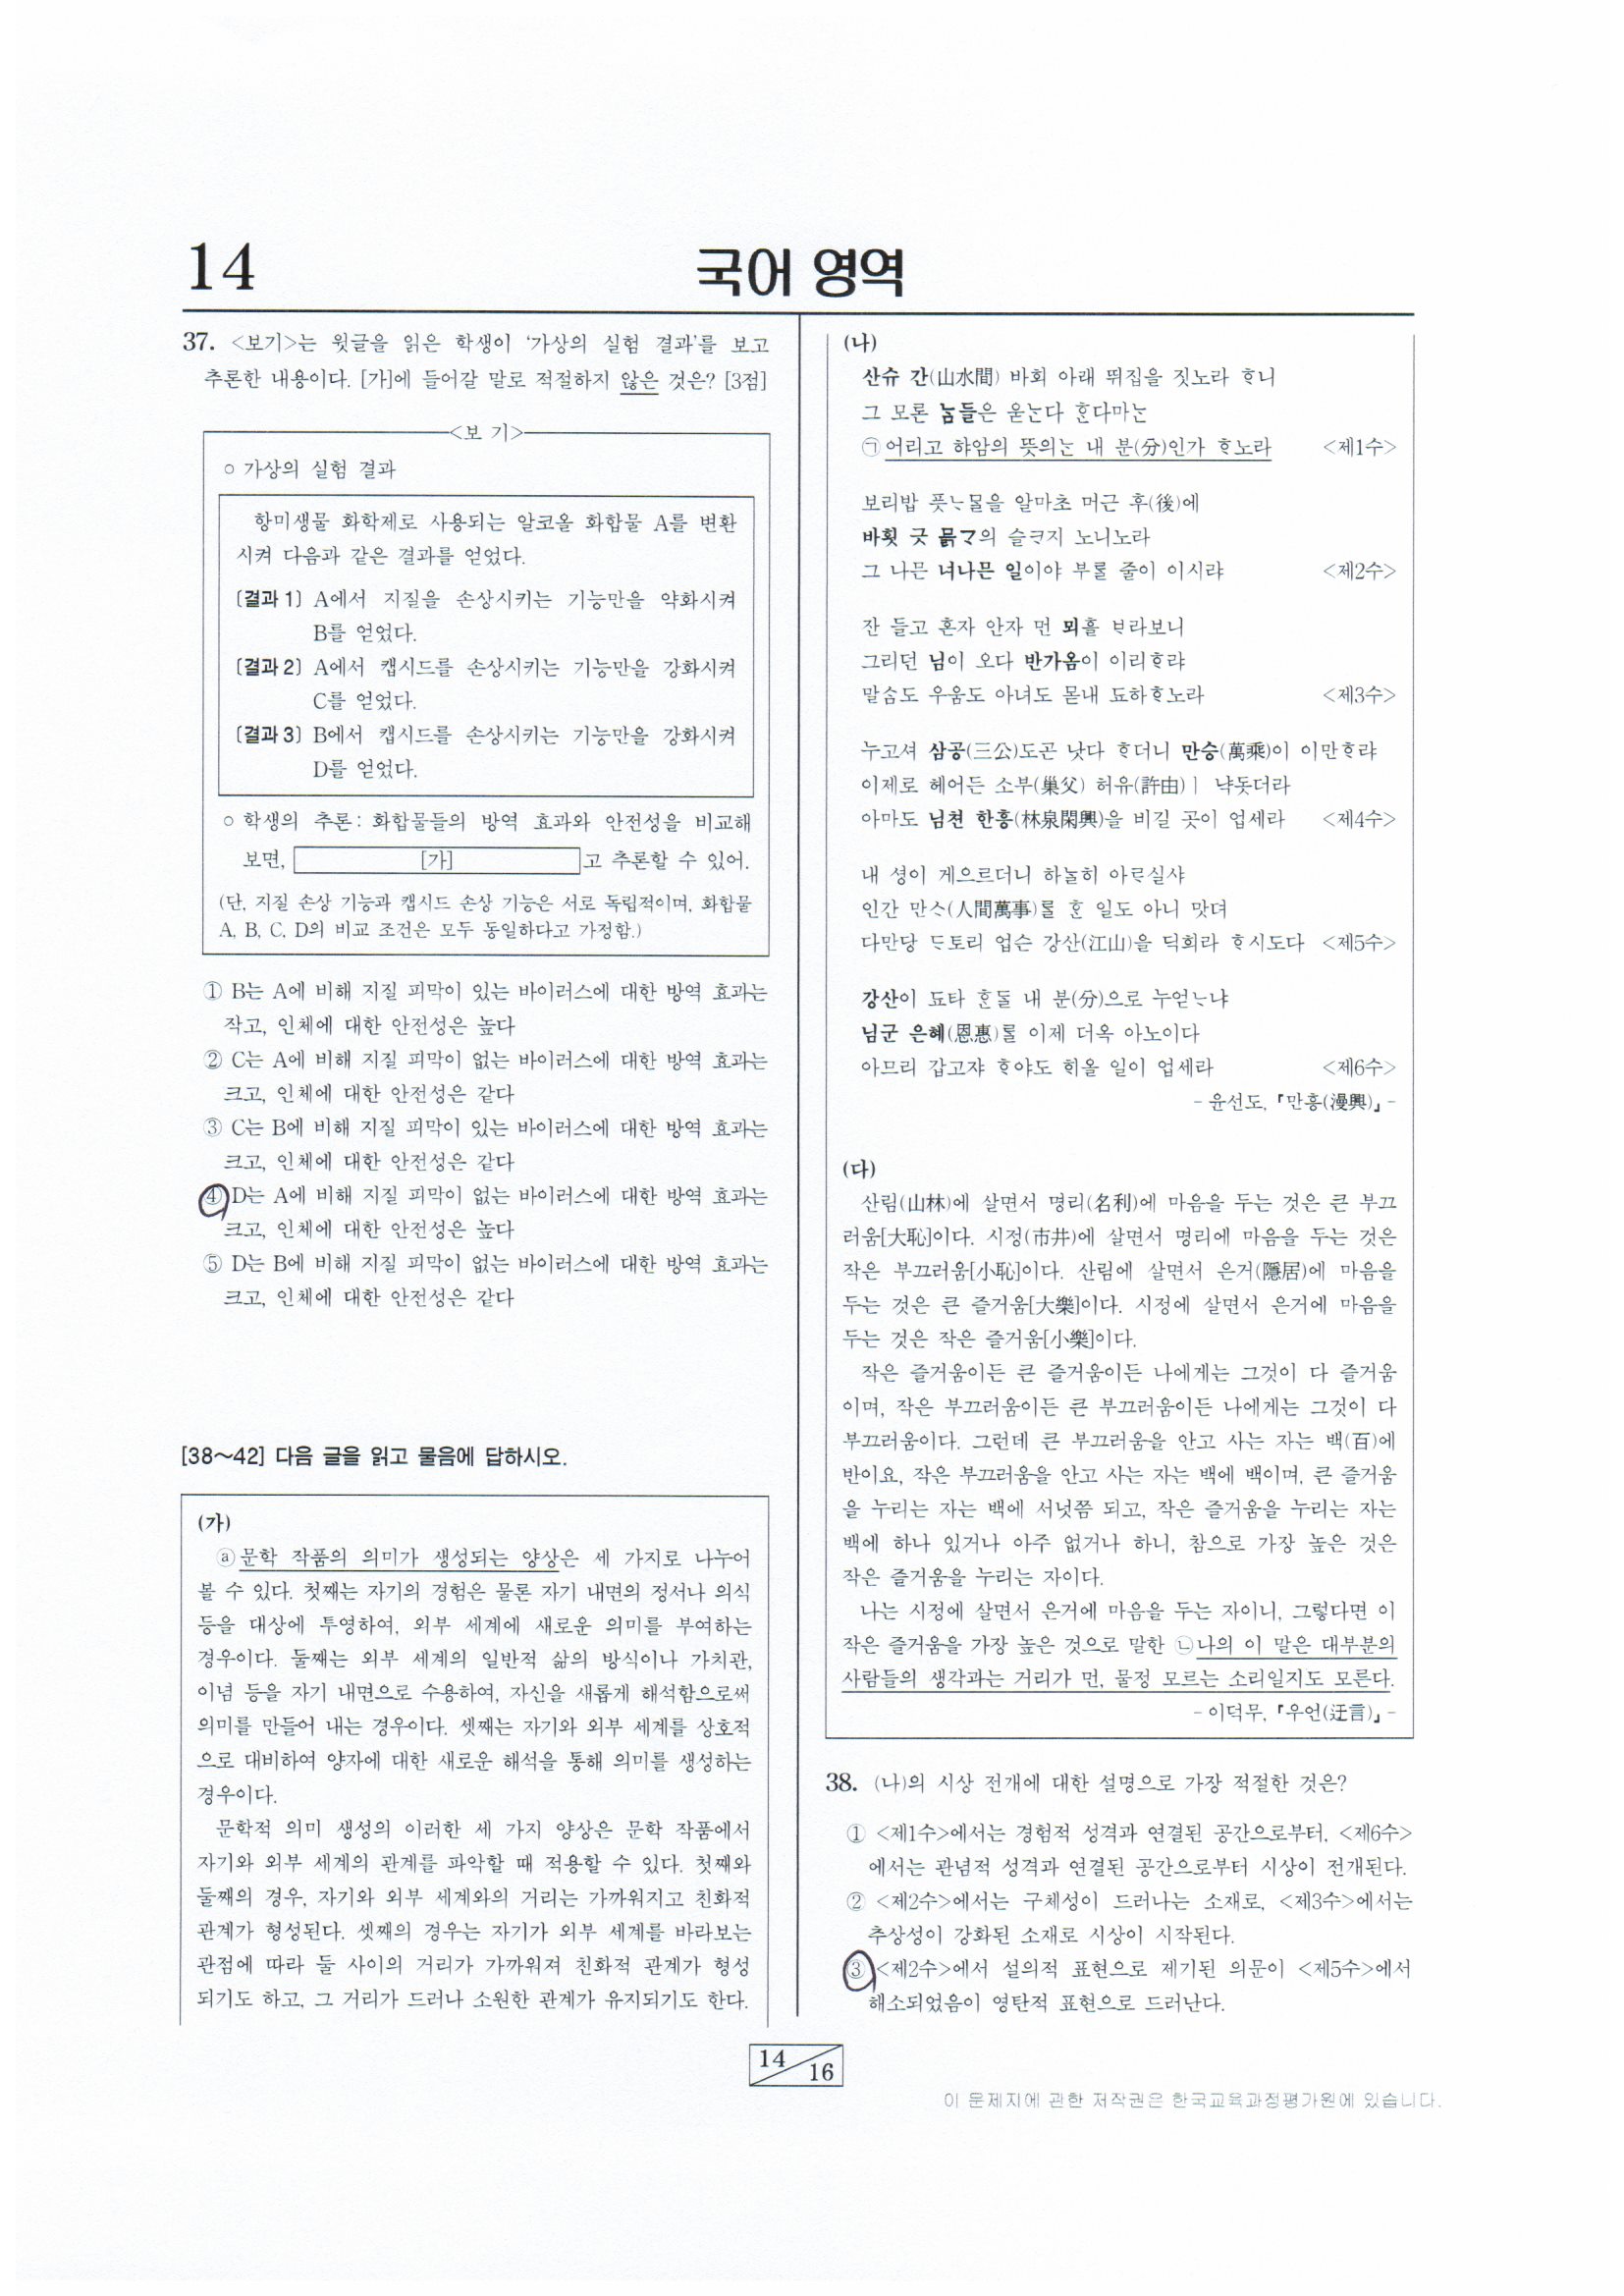 14
국어 영역
37. <보기>는 윗글을 읽은 학생이 ‘가상의 실험 결과’를 보고
추론한 내용이다. [가]에 들어갈 말로 적절하지 않은 것은? [3점]
<보 기>
○ 가상의 실험 결과
항미생물 화학제로 사용되는 알코올 화합물 A를 변환
시켜 다음과 같은 결과를 얻었다.
〔결과 1〕 A에서 지질을 손상시키는 기능만을 약화시켜
B를 얻었다.
〔결과 2〕 A에서 캡시드를 손상시키는 기능만을 강화시켜
C를 얻었다.
〔결과 3〕 B에서 캡시드를 손상시키는 기능만을 강화시켜
D를 얻었다.
○ 학생의 추론: 화합물들의 방역 효과와 안전성을 비교해
보면, [가] 고 추론할 수 있어.
(단, 지질 손상 기능과 캡시드 손상 기능은 서로 독립적이며, 화합물
A, B, C, D의 비교 조건은 모두 동일하다고 가정함.)
① B는 A에 비해 지질 피막이 있는 바이러스에 대한 방역 효과는
작고, 인체에 대한 안전성은 높다
② C는 A에 비해 지질 피막이 없는 바이러스에 대한 방역 효과는
크고, 인체에 대한 안전성은 같다
③ C는 B에 비해 지질 피막이 있는 바이러스에 대한 방역 효과는
크고, 인체에 대한 안전성은 같다
④ D는 A에 비해 지질 피막이 없는 바이러스에 대한 방역 효과는
크고, 인체에 대한 안전성은 높다
⑤ D는 B에 비해 지질 피막이 없는 바이러스에 대한 방역 효과는
크고, 인체에 대한 안전성은 같다
[38～42] 다음 글을 읽고 물음에 답하시오.
(가)
ⓐ문학 작품의 의미가 생성되는 양상은 세 가지로 나누어
볼 수 있다. 첫째는 자기의 경험은 물론 자기 내면의 정서나 의식
등을 대상에 투영하여, 외부 세계에 새로운 의미를 부여하는
경우이다. 둘째는 외부 세계의 일반적 삶의 방식이나 가치관,
이념 등을 자기 내면으로 수용하여, 자신을 새롭게 해석함으로써
의미를 만들어 내는 경우이다. 셋째는 자기와 외부 세계를 상호적
으로 대비하여 양자에 대한 새로운 해석을 통해 의미를 생성하는
경우이다.
문학적 의미 생성의 이러한 세 가지 양상은 문학 작품에서
자기와 외부 세계의 관계를 파악할 때 적용할 수 있다. 첫째와
둘째의 경우, 자기와 외부 세계와의 거리는 가까워지고 친화적
관계가 형성된다. 셋째의 경우는 자기가 외부 세계를 바라보는
관점에 따라 둘 사이의 거리가 가까워져 친화적 관계가 형성
되기도 하고, 그 거리가 드러나 소원한 관계가 유지되기도 한다.
(나)
산슈 간(山水間) 바회 아래 뛰집을 짓노라 ᄒᆞ니
그 모론 ᄂᆞᆷ들은 욷ᄂᆞᆫ다 ᄒᆞᆫ다마ᄂᆞᆫ
㉠어리고 햐암의 뜻의ᄂᆞᆫ 내 분(分)인가 ᄒᆞ노라 <제1수>
보리밥 픗ᄂᆞᄆᆞᆯ을 알마초 머근 후(後)에
바횟 긋 믉ᄀᆞ의 슬ᄏᆞ지 노니노라
그 나믄 녀나믄 일이야 부ᄅᆞᆯ 줄이 이시랴 <제2수>
잔 들고 혼자 안자 먼 뫼흘 ᄇᆞ라보니
그리던 님이 오다 반가옴이 이리ᄒᆞ랴
말ᄉᆞᆷ도 우움도 아녀도 몯내 됴하ᄒᆞ노라 <제3수>
누고셔 삼공(三公)도곤 낫다 ᄒᆞ더니 만승(萬乘)이 이만ᄒᆞ랴
이제로 헤어든 소부(巢父) 허유(許由)ㅣ 냑돗더라
아마도 님쳔 한흥(林泉閑興)을 비길 곳이 업세라 <제4수>
내 셩이 게으르더니 하ᄂᆞᆯ히 아ᄅᆞ실샤
인간 만ᄉᆞ(人間萬事)ᄅᆞᆯ ᄒᆞᆫ 일도 아니 맛뎌
다만당 ᄃᆞ토리 업슨 강산(江山)을 딕희라 ᄒᆞ시도다 <제5수>
강산이 됴타 ᄒᆞᆫᄃᆞᆯ 내 분(分)으로 누얻ᄂᆞ냐
님군 은혜(恩惠)ᄅᆞᆯ 이제 더옥 아노이다
아므리 갑고쟈 ᄒᆞ야도 ᄒᆡ올 일이 업세라 <제6수>
- 윤선도, 『만흥(漫興)』 -
(다)
산림(山林)에 살면서 명리(名利)에 마음을 두는 것은 큰 부끄
러움[大恥]이다. 시정(市井)에 살면서 명리에 마음을 두는 것은
작은 부끄러움[小恥]이다. 산림에 살면서 은거(隱居)에 마음을
두는 것은 큰 즐거움[大樂]이다. 시정에 살면서 은거에 마음을
두는 것은 작은 즐거움[小樂]이다.
작은 즐거움이든 큰 즐거움이든 나에게는 그것이 다 즐거움
이며, 작은 부끄러움이든 큰 부끄러움이든 나에게는 그것이 다
부끄러움이다. 그런데 큰 부끄러움을 안고 사는 자는 백(百)에
반이요, 작은 부끄러움을 안고 사는 자는 백에 백이며, 큰 즐거움
을 누리는 자는 백에 서넛쯤 되고, 작은 즐거움을 누리는 자는
백에 하나 있거나 아주 없거나 하니, 참으로 가장 높은 것은
작은 즐거움을 누리는 자이다.
나는 시정에 살면서 은거에 마음을 두는 자이니, 그렇다면 이
작은 즐거움을 가장 높은 것으로 말한 ㉡나의 이 말은 대부분의
사람들의 생각과는 거리가 먼, 물정 모르는 소리일지도 모른다.
- 이덕무, 『우언(迂言)』 -
38. (나)의 시상 전개에 대한 설명으로 가장 적절한 것은?
① <제1수>에서는 경험적 성격과 연결된 공간으로부터, <제6수>
에서는 관념적 성격과 연결된 공간으로부터 시상이 전개된다.
② <제2수>에서는 구체성이 드러나는 소재로, <제3수>에서는
추상성이 강화된 소재로 시상이 시작된다.
③ <제2수>에서 설의적 표현으로 제기된 의문이 <제5수>에서
해소되었음이 영탄적 표현으로 드러난다.
14
16
이 문제지에 관한 저작권은 한국교육과정평가원에 있습니다.